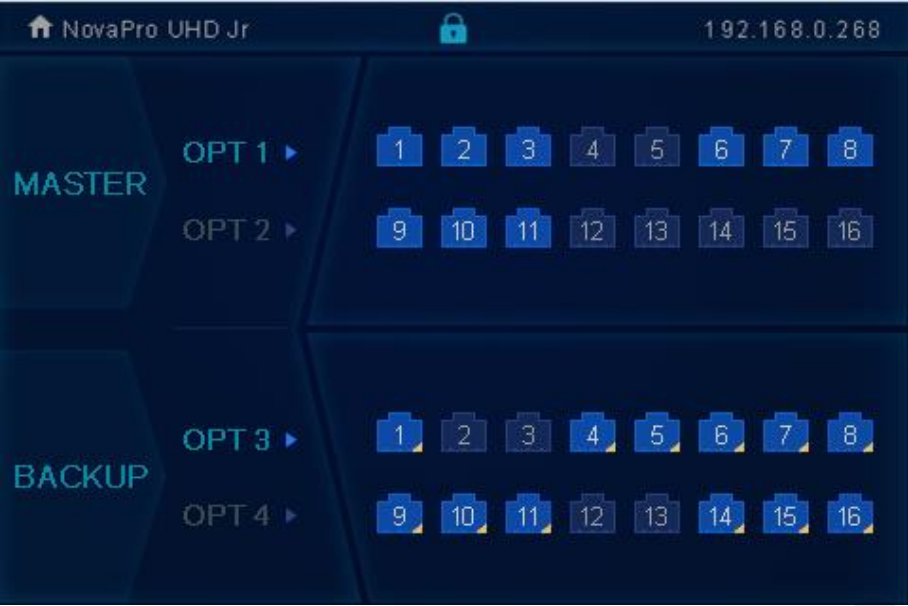 NovaPro UHD Jr 192.168.0.268
MASTER
OPT 1 1 2 3 4 5 6 7 8
OPT 2 9 10 11 12 13 14 15 16
BACKUP
OPT 3 1 2 3 4 5 6 7 8
OPT 4 9 10 11 12 13 14 15 16